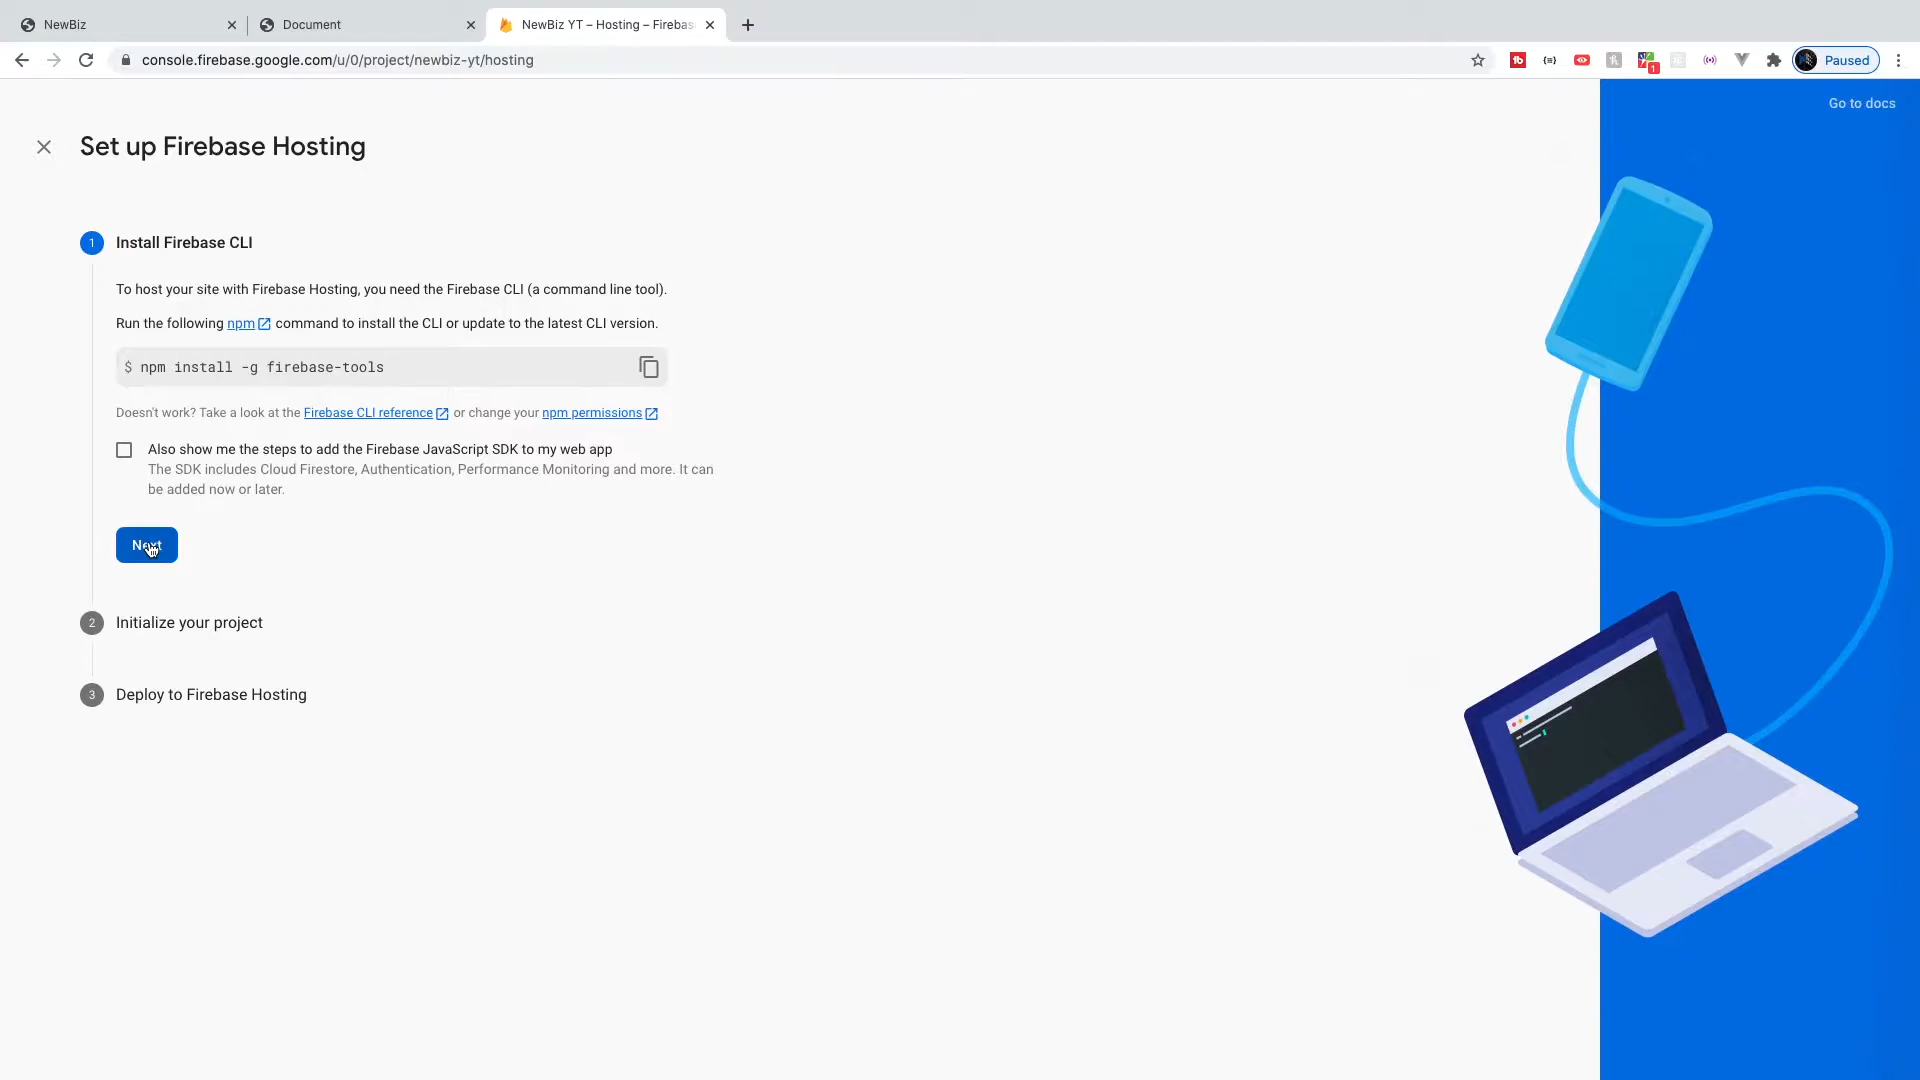 NewBiz
Document
NewBiz YT – Hosting – Firebas
console.firebase.google.com/u/0/project/newbiz-yt/hosting
1
Paused
Go to docs
Set up Firebase Hosting
1 Install Firebase CLI
To host your site with Firebase Hosting, you need the Firebase CLI (a command line tool).
Run the following npm command to install the CLI or update to the latest CLI version.
$ npm install -g firebase-tools
Doesn't work? Take a look at the Firebase CLI reference or change your npm permissions
Also show me the steps to add the Firebase JavaScript SDK to my web app
The SDK includes Cloud Firestore, Authentication, Performance Monitoring and more. It can
be added now or later.
Next
2 Initialize your project
3 Deploy to Firebase Hosting